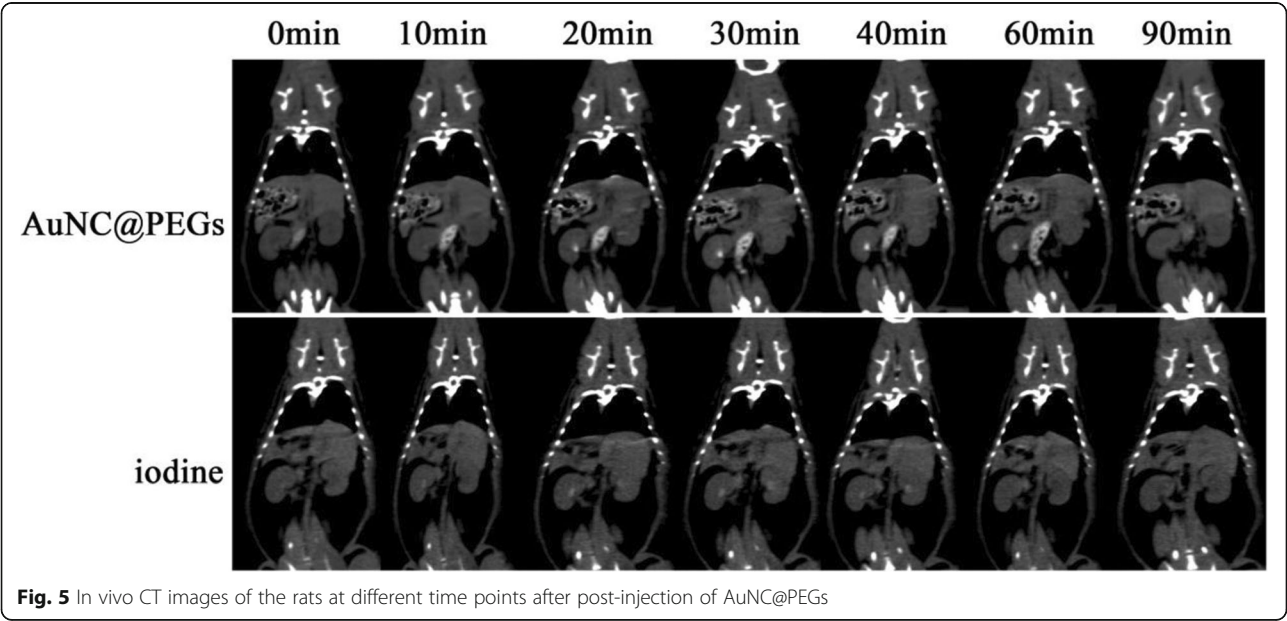 0min 10min 20min 30min 40min 60min 90min
AuNC@PEGs
iodine
Fig. 5 In vivo CT images of the rats at different time points after post-injection of AuNC@PEGs